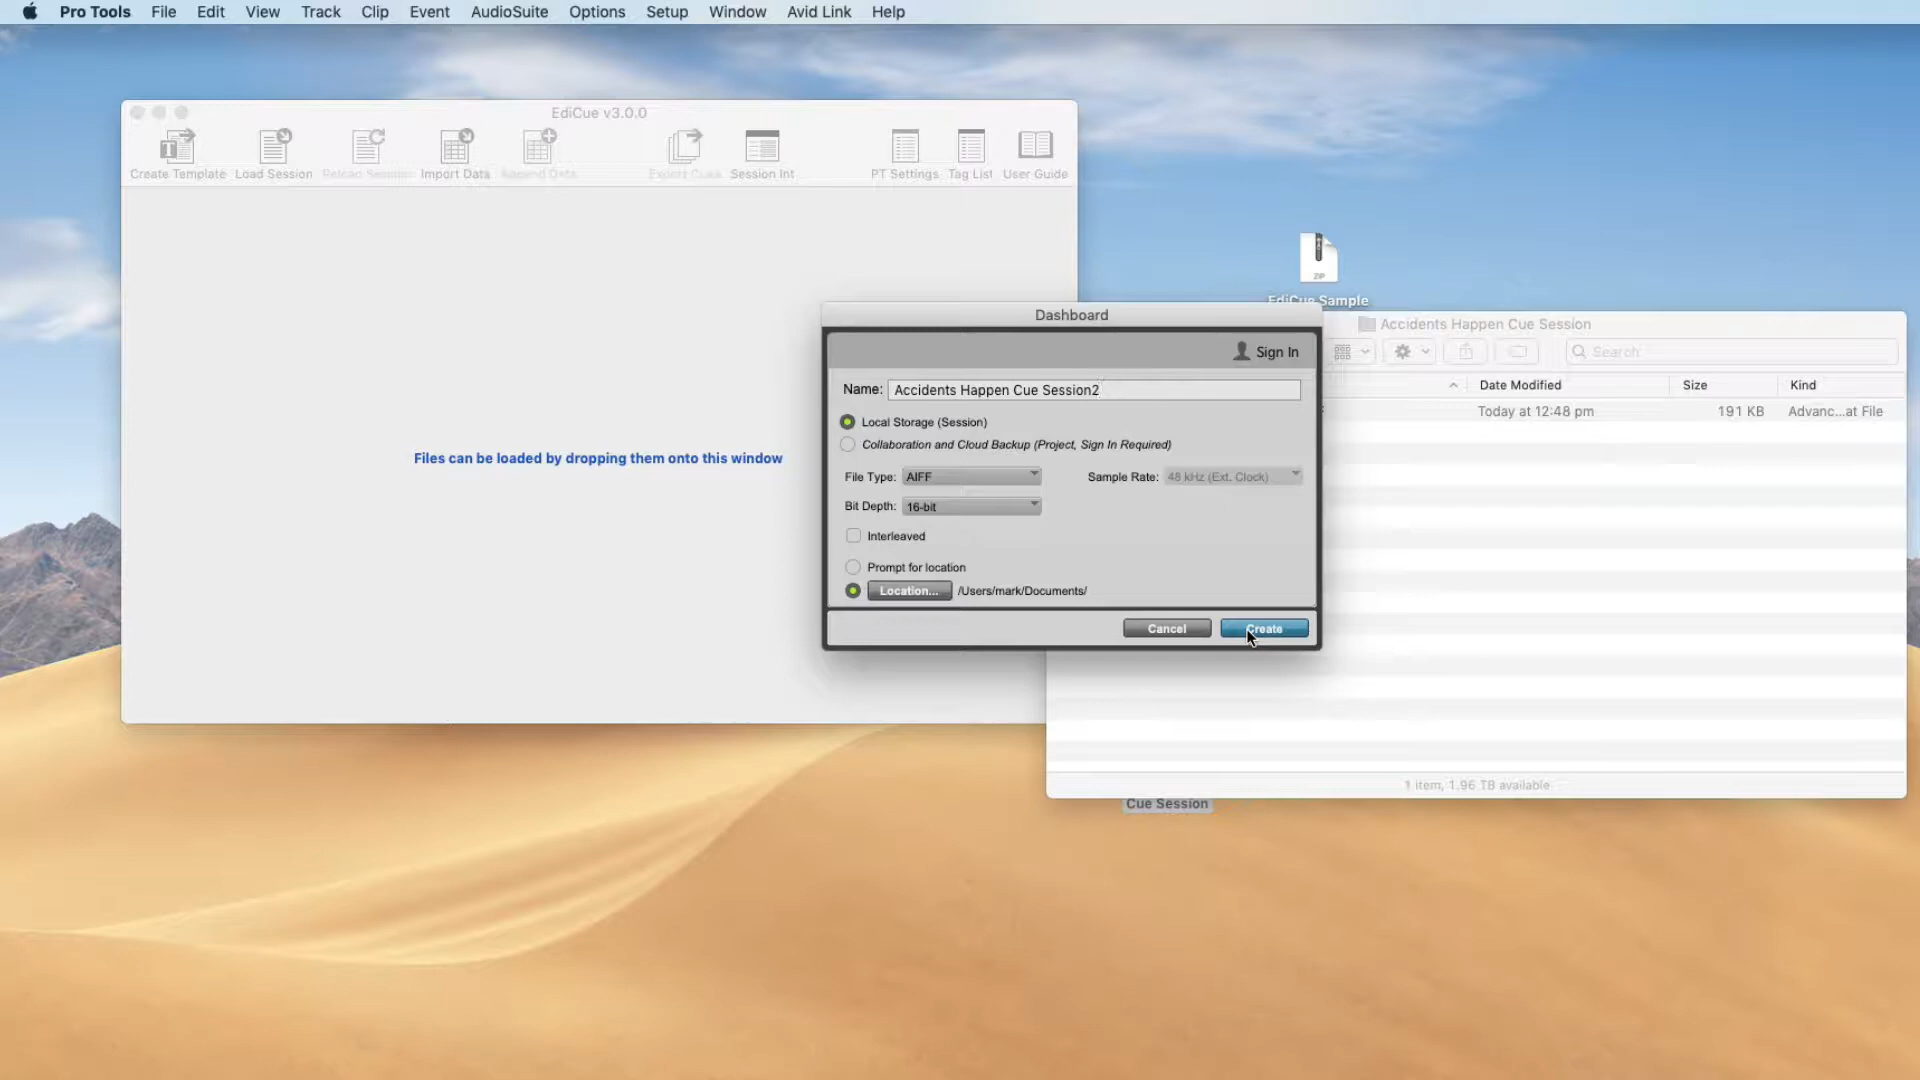 Pro Tools File Edit View Track Clip Event AudioSuite Options Setup Window Avid Link Help
EdiCue v3.0.0
Create Template Load Session Reload Session Import Data Append Data Export Cues Session Int PT Settings Tag List User Guide
Files can be loaded by dropping them onto this window
ZIP
EdiCue Sample
Dashboard
Sign In
Name: Accidents Happen Cue Session2
Local Storage (Session)
Collaboration and Cloud Backup (Project, Sign In Required)
File Type: AIFF Sample Rate: 48 kHz (Ext. Clock)
Bit Depth: 16-bit
Interleaved
Prompt for location
Location... /Users/mark/Documents/
Cancel Create
Accidents Happen Cue Session
Search
Date Modified Size Kind
Today at 12:48 pm 191 KB Advanc...at File
1 item, 1.96 TB available
Cue Session